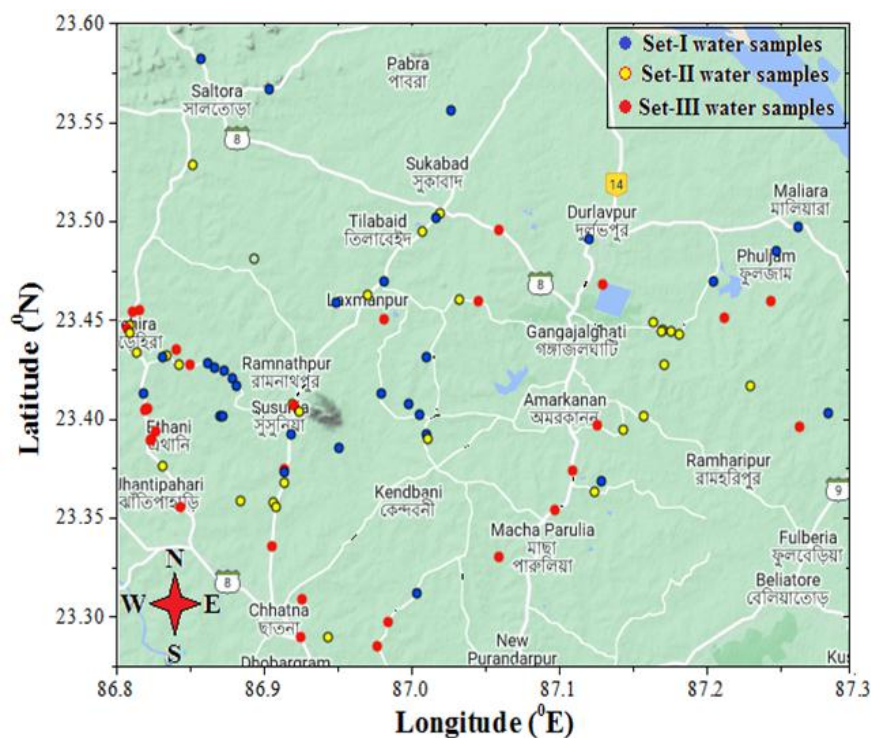 23.60
23.55
23.50
23.45
23.40
23.35
23.30
Latitude (⁰N)
Set-I water samples
Set-II water samples
Set-III water samples
Pabra
পাবরা
Saltora
সালতোড়া
8
Sukabad
সুকাবাদ
14
Maliara
মালিয়ারা
Durlavpur
দুর্লভপুর
Tilabaid
তিলাবেইদ
Phuljam
ফুলজাম
8
Laxmanpur
Gangajalghati
গঙ্গাজলঘাটি
Ramnathpur
রামনাথপুর
Amarkanan
অমরকানন
Susunia
সুসুনিয়া
Ethani
এথানি
Ramharipur
রামহরিপুর
Jhantipahari
ঝাঁটিপাহাড়ি
Kendbani
কেন্দবনী
9
Macha Parulia
মাছা
পারুলিয়া
Fulberia
ফুলবেড়িয়া
Beliatore
বেলিয়াতোড়
N
W
E
S
8
Chhatna
ছাতনা
Dhobargram
New
Purandarpur
Kus
86.8 86.9 87.0 87.1 87.2 87.3
Longitude (⁰E)